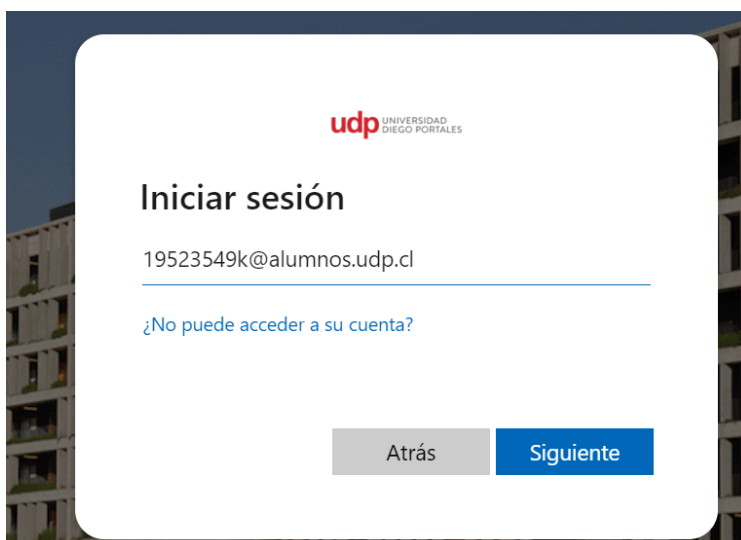 udp UNIVERSIDAD
DIEGO PORTALES
Iniciar sesión
19523549k@alumnos.udp.cl
¿No puede acceder a su cuenta?
Atrás
Siguiente